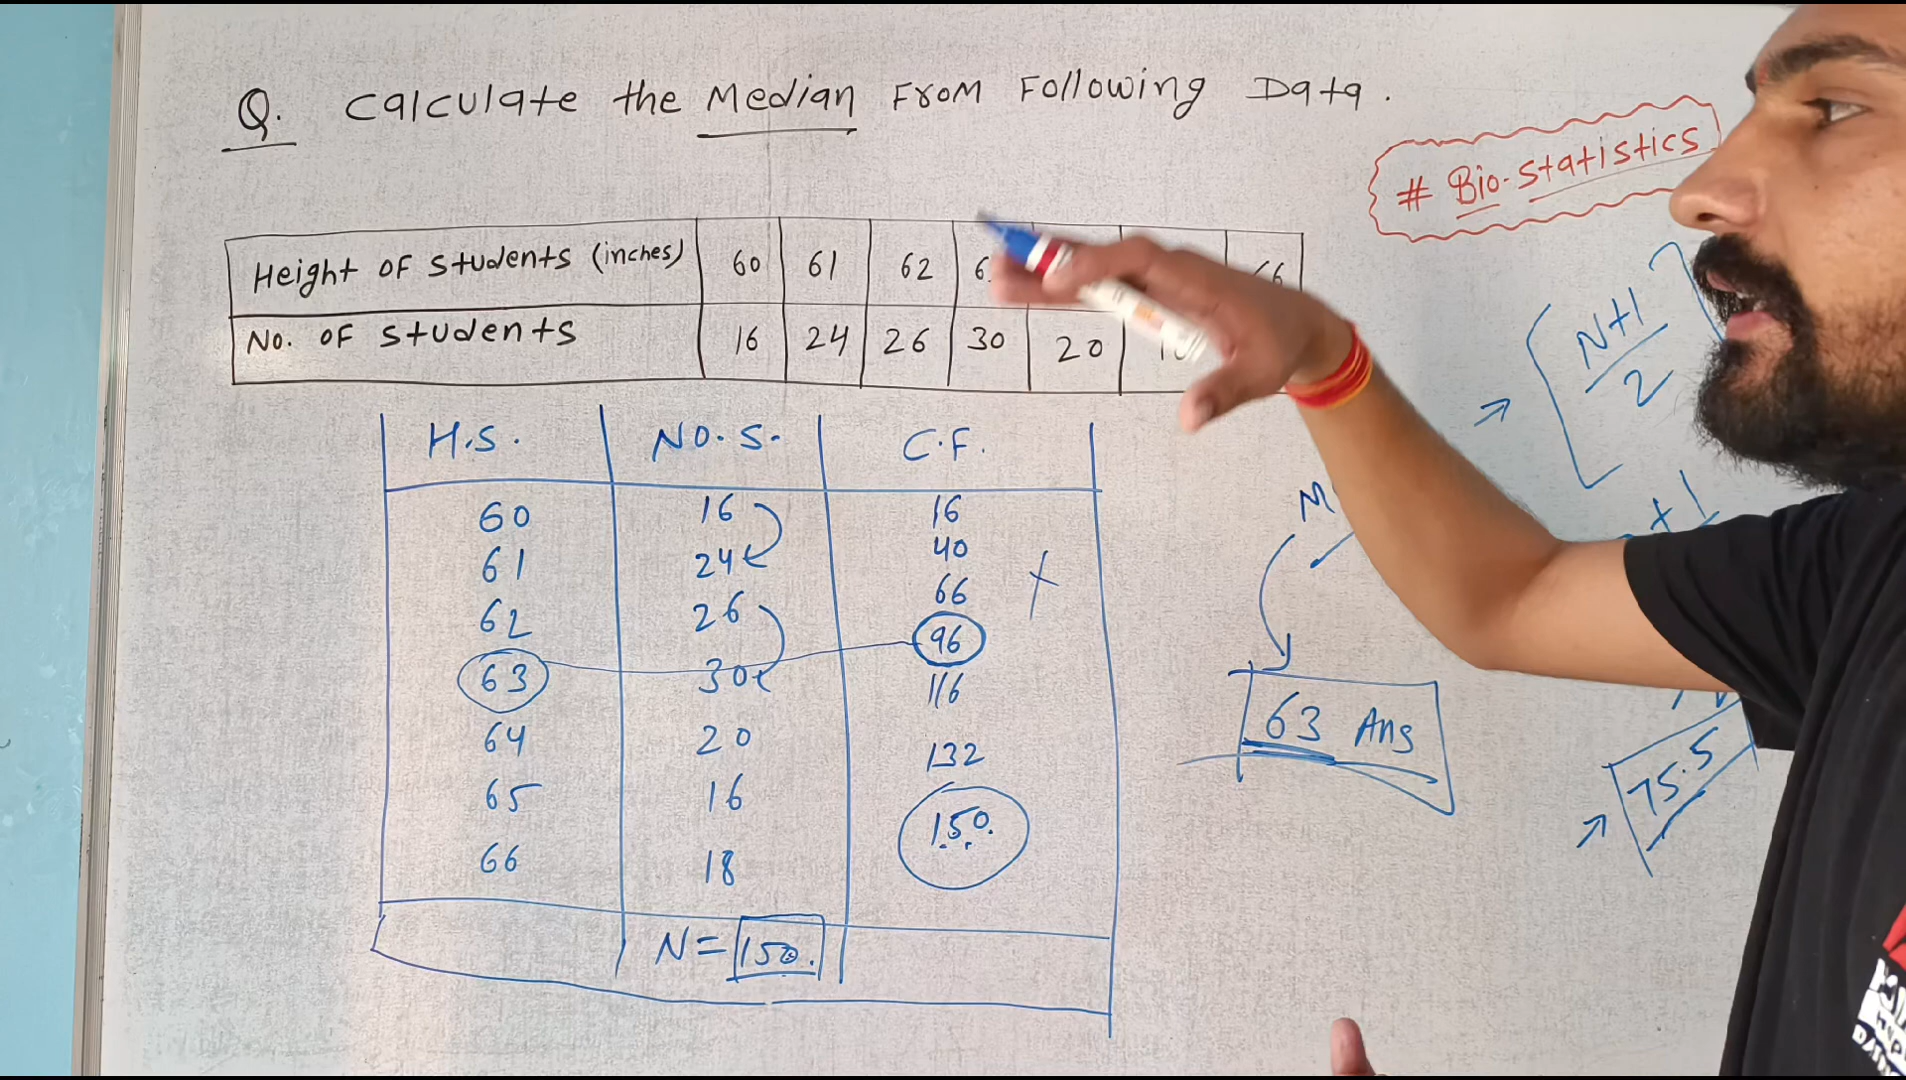 Q. Calculate the Median From Following Data.
# Bio-Statistics
Height of students (inches) 60 61 62 66
No. of students 16 24 26 30 20
N+1
2
H.S. NO.S. C.F.
60 16 16
61 24 40
62 26 66
63 30 96
64 20 116
65 16 132
66 18 150
N=150.
M
+1
63 Ans
75.5